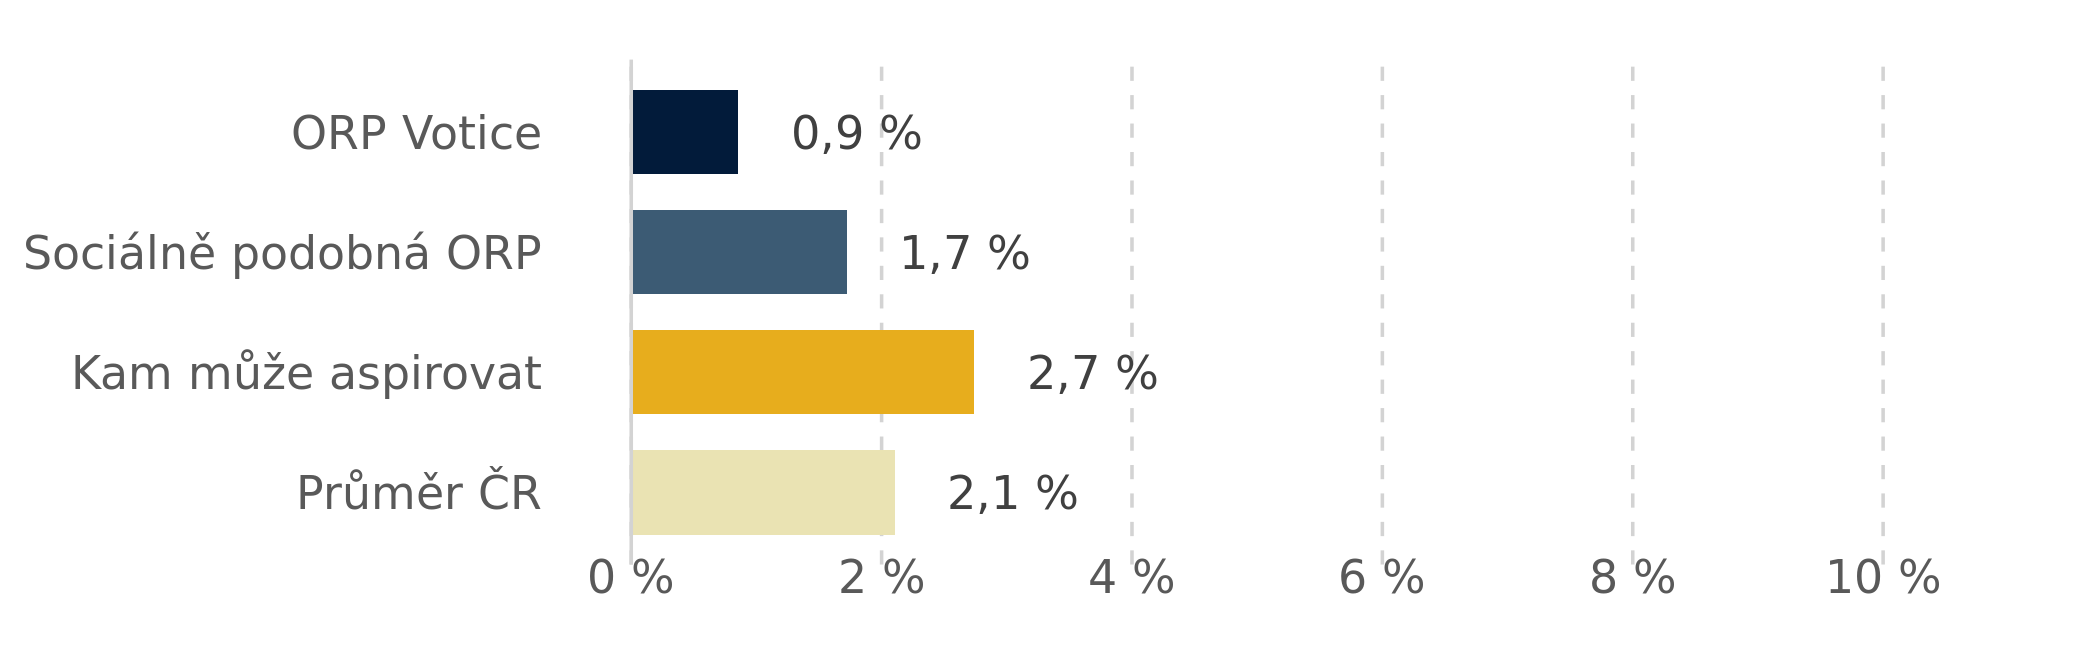 ORP Votice 0,9 %
Sociálně podobná ORP 1,7 %
Kam může aspirovat 2,7 %
Průměr ČR 2,1 %
0 % 2 % 4 % 6 % 8 % 10 %